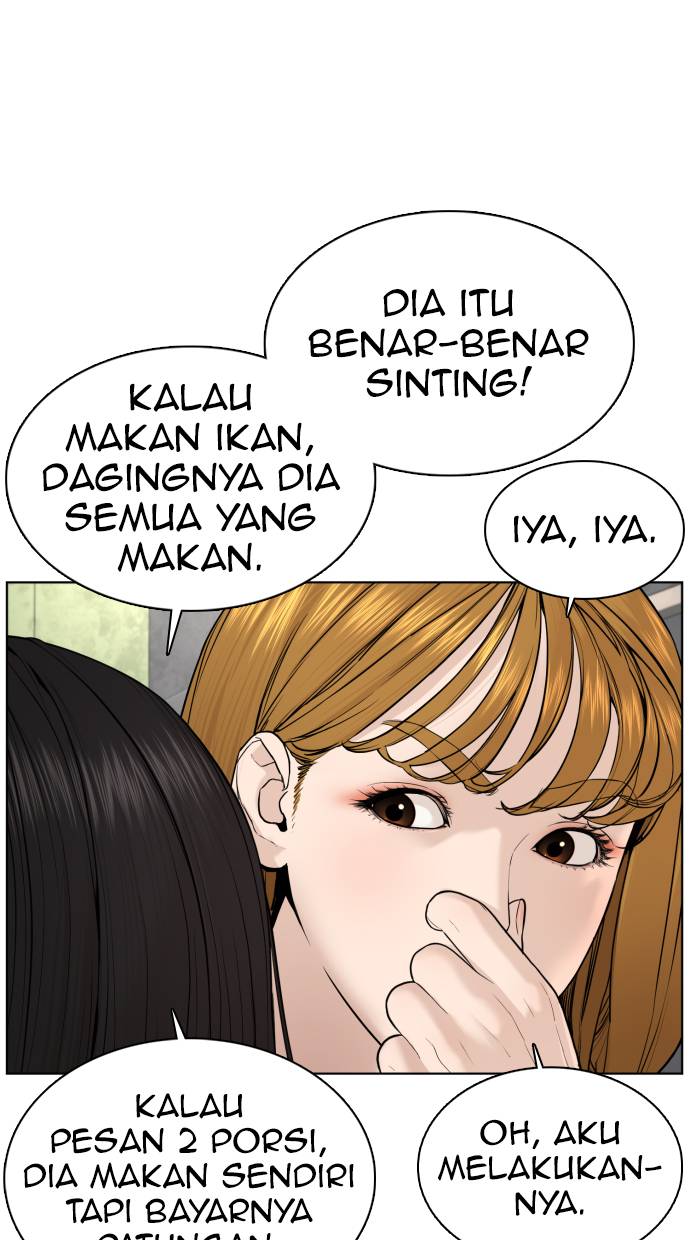 DIA ITU
BENAR-BENAR
SINTING!
KALAU
MAKAN IKAN,
DAGINGNYA DIA
SEMUA YANG
MAKAN.
IYA, IYA.
KALAU
PESAN 2 PORSI,
DIA MAKAN SENDIRI
TAPI BAYARNYA
PATUNGAN
OH, AKU
MELAKUKAN-
NYA.